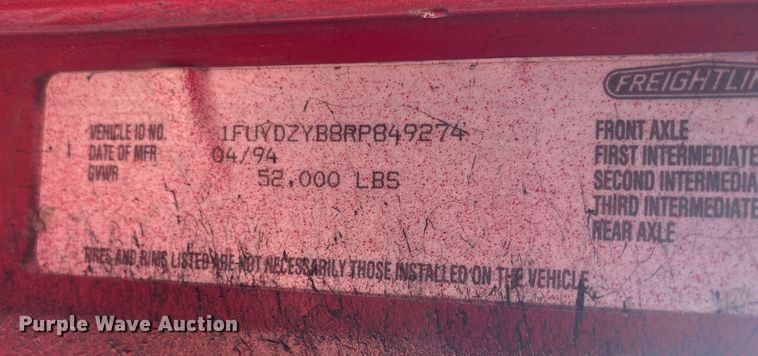 FREIGHTLIN
VEHICLE ID NO. 1FUYDZYB8RP849274
DATE OF MFR 04/94
GVWR 52,000 LBS
FRONT AXLE
FIRST INTERMEDIATE
SECOND INTERMEDIA
THIRD INTERMEDIATE
REAR AXLE
TIRES AND RIMS LISTED ARE NOT NECESSARILY THOSE INSTALLED ON THE VEHICLE
Purple Wave Auction